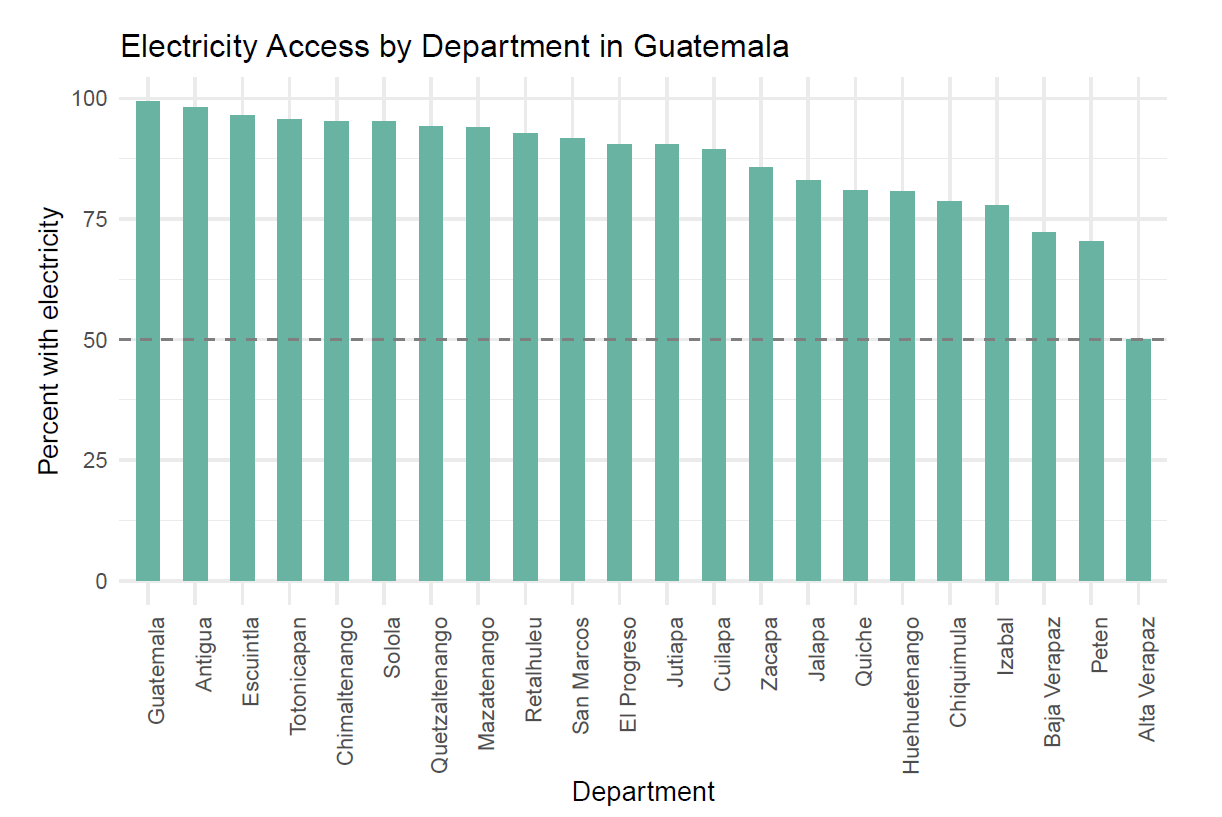 Electricity Access by Department in Guatemala
Percent with electricity
100
75
50
25
0
Guatemala
Antigua
Escuintla
Totonicapan
Chimaltenango
Solola
Quetzaltenango
Mazatenango
Retalhuleu
San Marcos
El Progreso
Jutiapa
Cuilapa
Zacapa
Jalapa
Quiche
Huehuetenango
Chiquimula
Izabal
Baja Verapaz
Peten
Alta Verapaz
Department